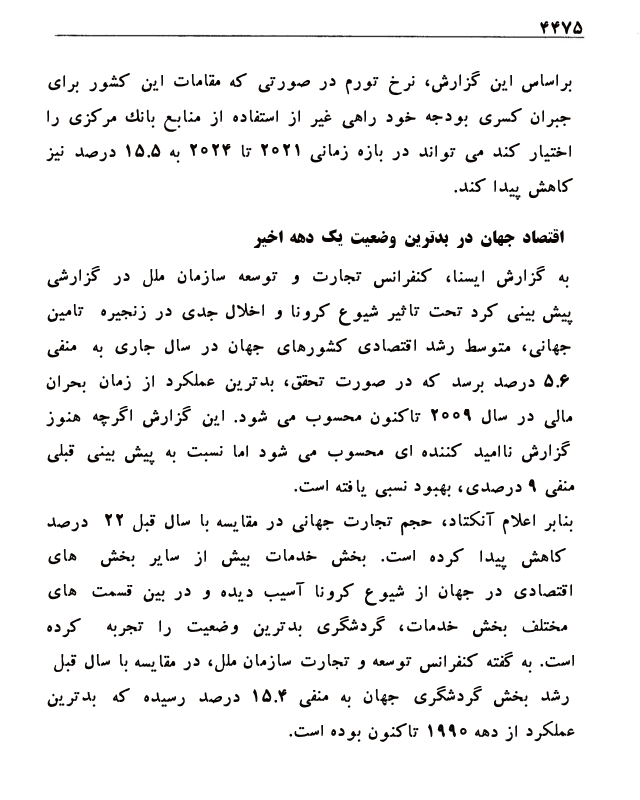 ۴۴۷۵
براساس این گزارش، نرخ تورم در صورتی که مقامات این کشور برای
جبران کسری بودجه خود راهی غیر از استفاده از منابع بانك مرکزی را
اختیار کند می تواند در بازه زمانی ۲۰۲۱ تا ۲۰۲۴ به ۱۵.۵ درصد نیز
کاهش پیدا کند.
اقتصاد جهان در بدترین وضعیت یک دهه اخیر
به گزارش ایسنا، کنفرانس تجارت و توسعه سازمان ملل در گزارشی
پیش بینی کرد تحت تاثیر شیوع کرونا و اخلال جدی در زنجیره تامین
جهانی، متوسط رشد اقتصادی کشورهای جهان در سال جاری به منفی
۵.۶ درصد برسد که در صورت تحقق، بدترین عملکرد از زمان بحران
مالی در سال ۲۰۰۹ تاکنون محسوب می شود. این گزارش اگرچه هنوز
گزارش ناامید کننده ای محسوب می شود اما نسبت به پیش بینی قبلی
منفی ۹ درصدی، بهبود نسبی یافته است.
بنابر اعلام آنکتاد، حجم تجارت جهانی در مقایسه با سال قبل ۲۲ درصد
کاهش پیدا کرده است. بخش خدمات بیش از سایر بخش های
اقتصادی در جهان از شیوع کرونا آسیب دیده و در بین قسمت های
مختلف بخش خدمات، گردشگری بدترین وضعیت را تجربه کرده
است. به گفته کنفرانس توسعه و تجارت سازمان ملل، در مقایسه با سال قبل
رشد بخش گردشگری جهان به منفی ۱۵.۴ درصد رسیده که بدترین
عملکرد از دهه ۱۹۹۰ تاکنون بوده است.